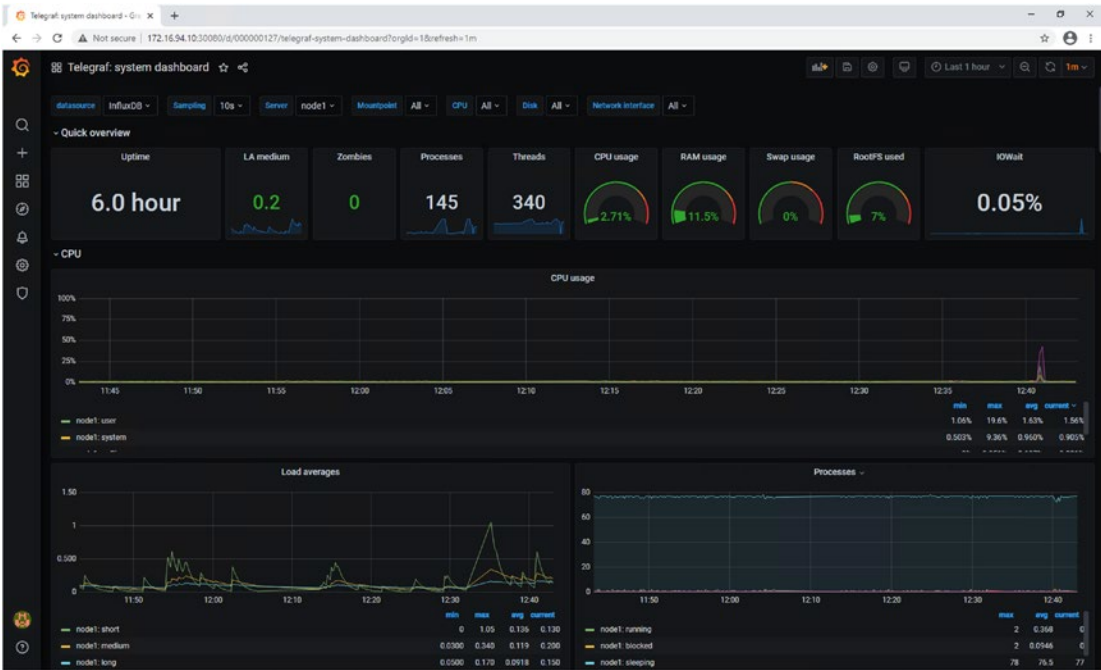 Telegraf: system dashboard - Gra
Not secure | 172.16.94.10:30080/d/000000127/telegraf-system-dashboard?orgId=1&refresh=1m
Telegraf: system dashboard
Last 1 hour
1m
datasource InfluxDB Sampling 10s Server node1 Mountpoint All CPU All Disk All Network interface All
Quick overview
Uptime LA medium Zombies Processes Threads CPU usage RAM usage Swap usage RootFS used IOWait
6.0 hour 0.2 0 145 340 2.71% 11.5% 0% 7% 0.05%
CPU
CPU usage
100%
75%
50%
25%
0%
11:45 11:50 11:55 12:00 12:05 12:10 12:15 12:20 12:25 12:30 12:35 12:40
min max avg current
node1: user 1.06% 19.6% 1.63% 1.56%
node1: system 0.503% 9.36% 0.960% 0.905%
Load averages
1.50
1
0.500
0
11:50 12:00 12:10 12:20 12:30 12:40
min max avg current
node1: short 0 1.05 0.136 0.130
node1: medium 0.0300 0.340 0.119 0.200
node1: long 0.0500 0.170 0.0918 0.150
Processes
80
60
40
20
0
11:50 12:00 12:10 12:20 12:30 12:40
max avg current
node1: running 2 0.368 0
node1: blocked 2 0.0946 0
node1: sleeping 78 76.5 77